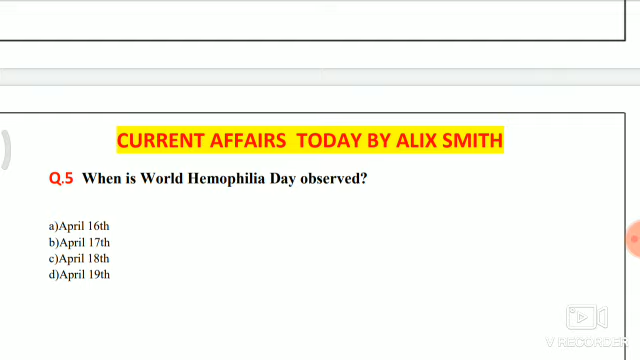 CURRENT AFFAIRS TODAY BY ALIX SMITH
Q.5 When is World Hemophilia Day observed?
a)April 16th
b)April 17th
c)April 18th
d)April 19th
V RECORDER